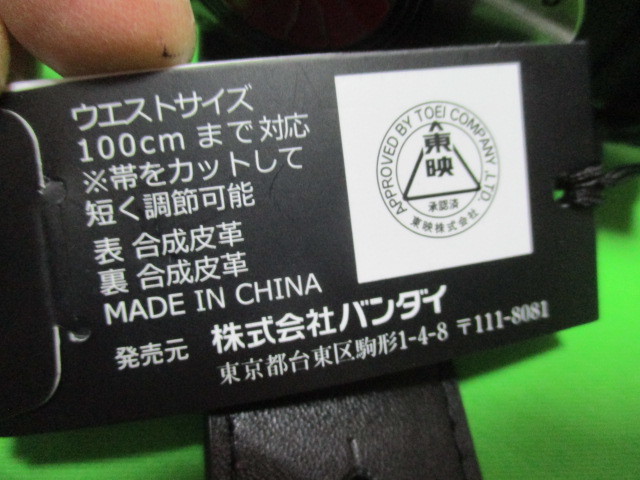 ウエストサイズ
100cm まで対応
※帯をカットして
短く調節可能
表 合成皮革
裏 合成皮革
MADE IN CHINA
発売元 株式会社バンダイ
東京都台東区駒形1-4-8 〒111-8081
APPROVED BY TOEI COMPANY, LTD.
東映
承認済
東映株式会社